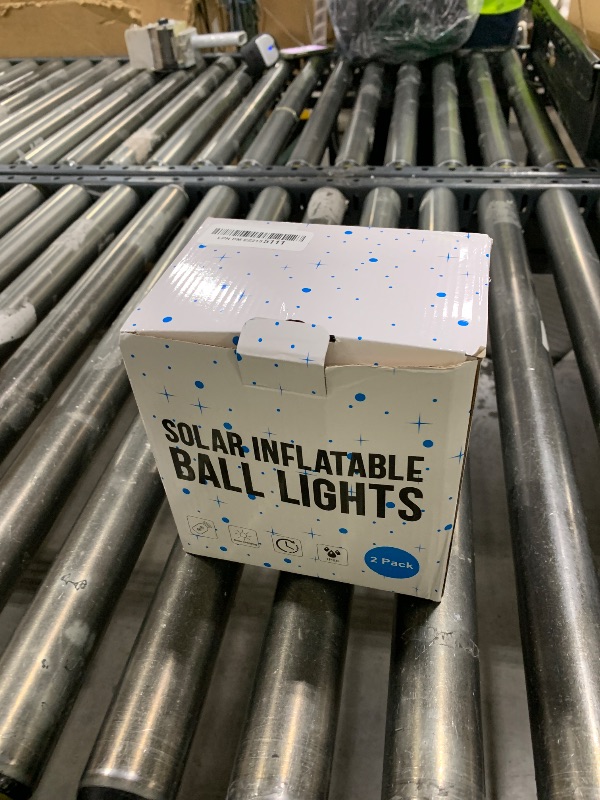 SOLAR INFLATABLE
BALL LIGHTS
2 Pack